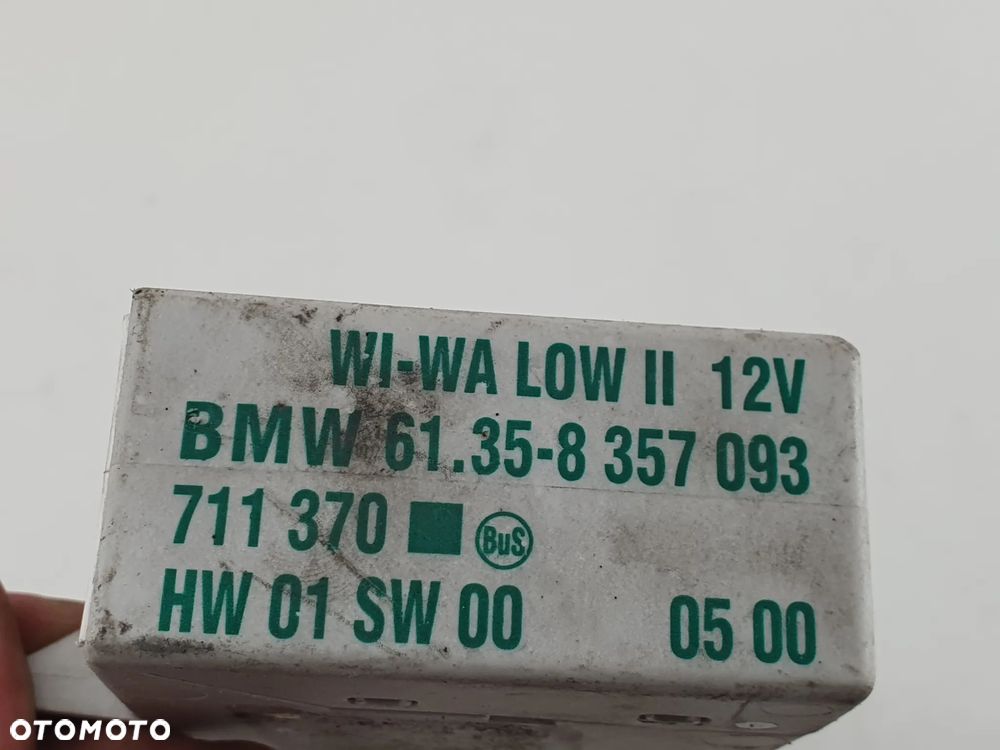 WI-WA LOW II 12V
BMW 61.35-8 357 093
711 370 BuS
HW 01 SW 00 05 00
OTOMOTO